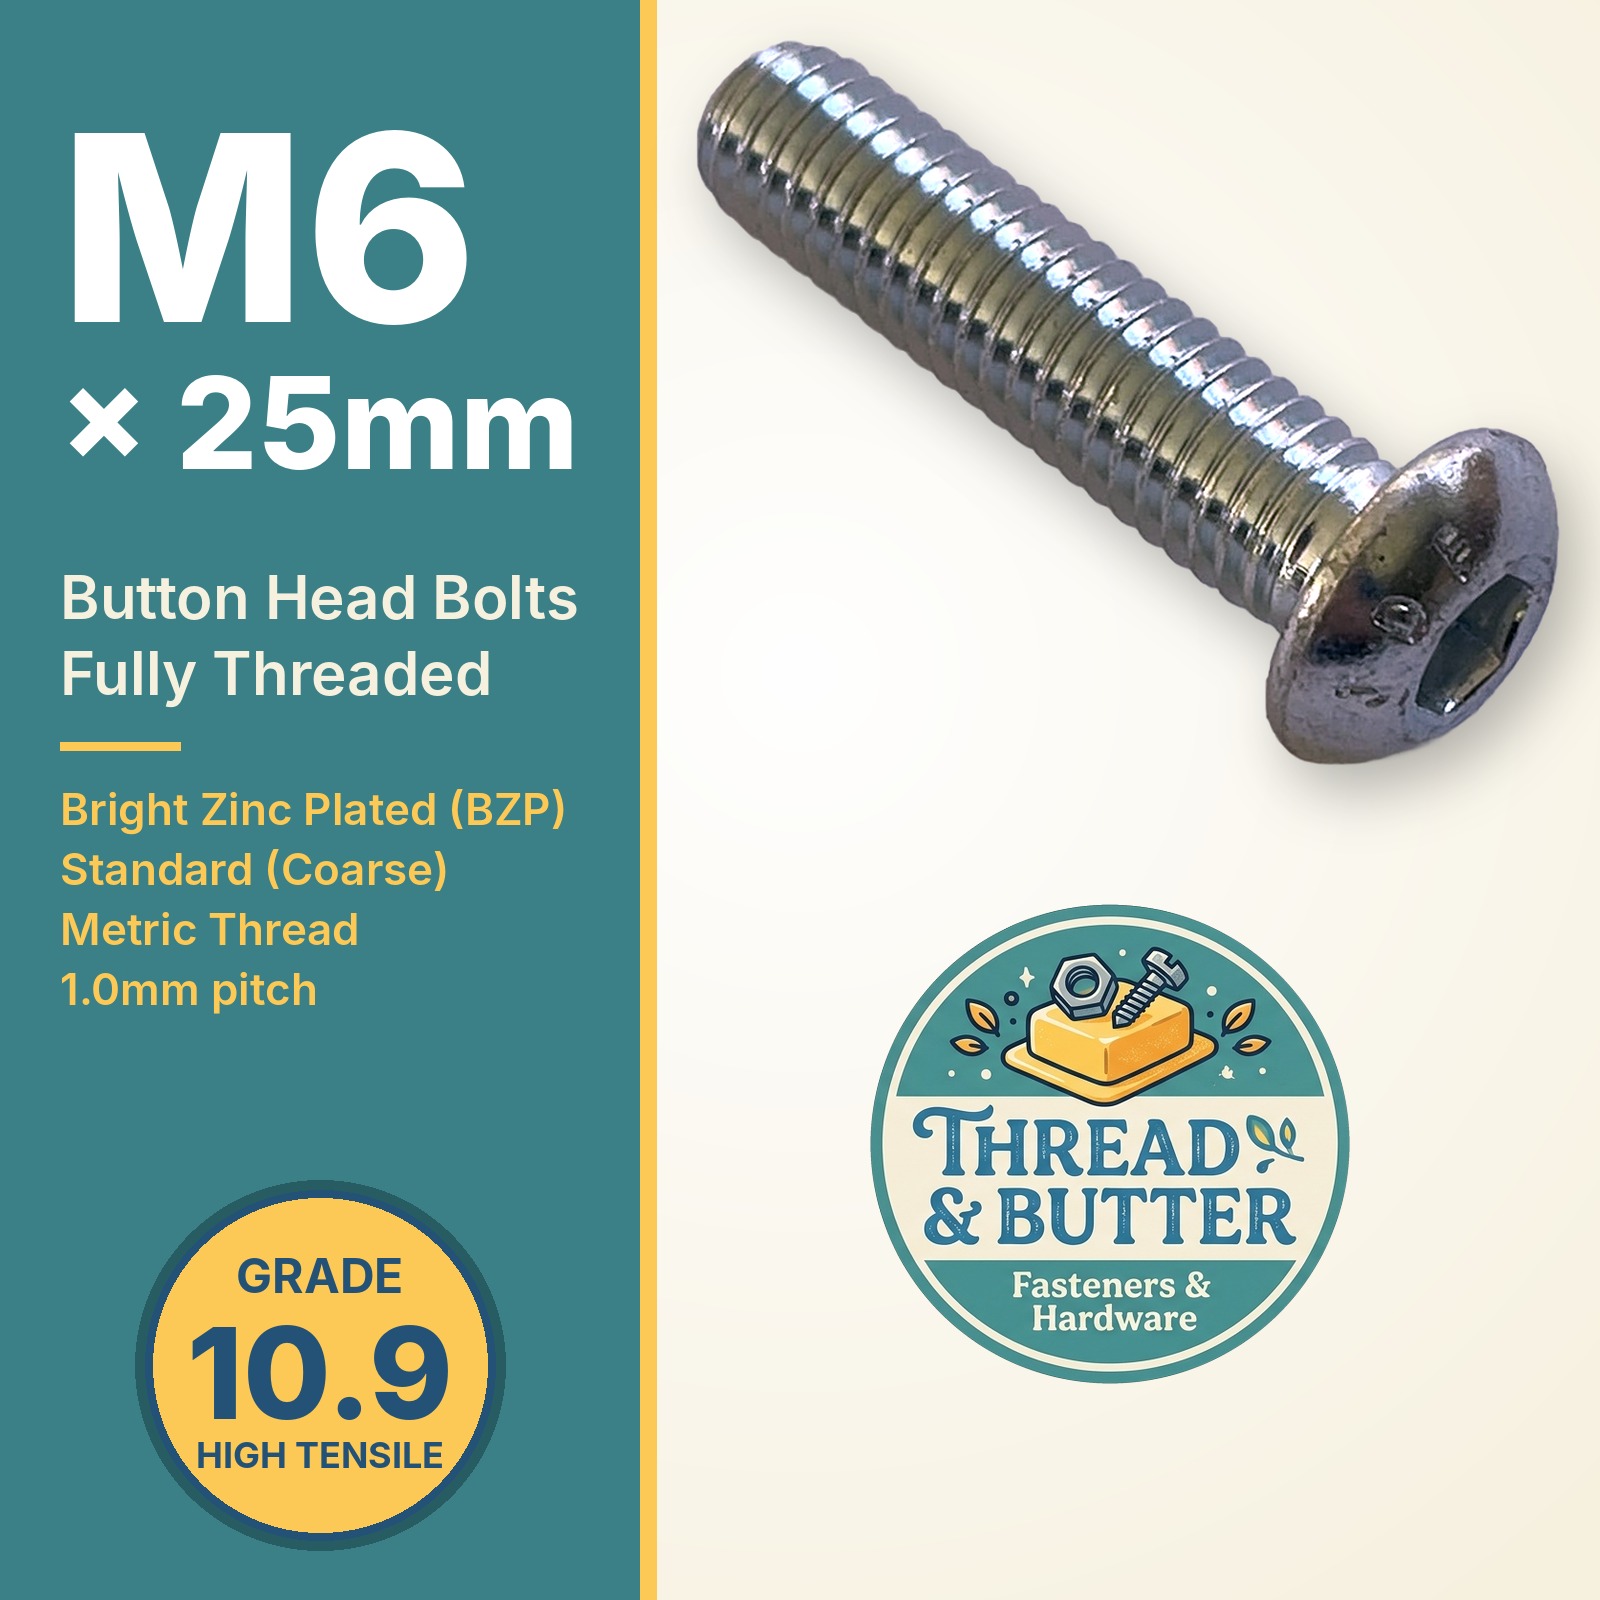 M6
× 25mm
Button Head Bolts
Fully Threaded
Bright Zinc Plated (BZP)
Standard (Coarse)
Metric Thread
1.0mm pitch
GRADE
10.9
HIGH TENSILE
THREAD
& BUTTER
Fasteners &
Hardware